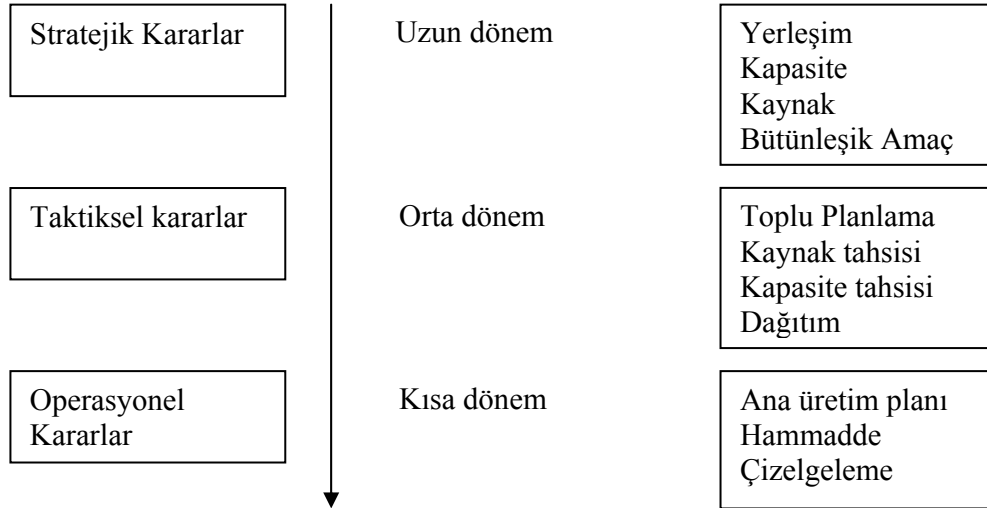 Stratejik Kararlar
Uzun dönem
Yerleşim
Kapasite
Kaynak
Bütünleşik Amaç
Taktiksel kararlar
Orta dönem
Toplu Planlama
Kaynak tahsisi
Kapasite tahsisi
Dağıtım
Operasyonel
Kararlar
Kısa dönem
Ana üretim planı
Hammadde
Çizelgeleme